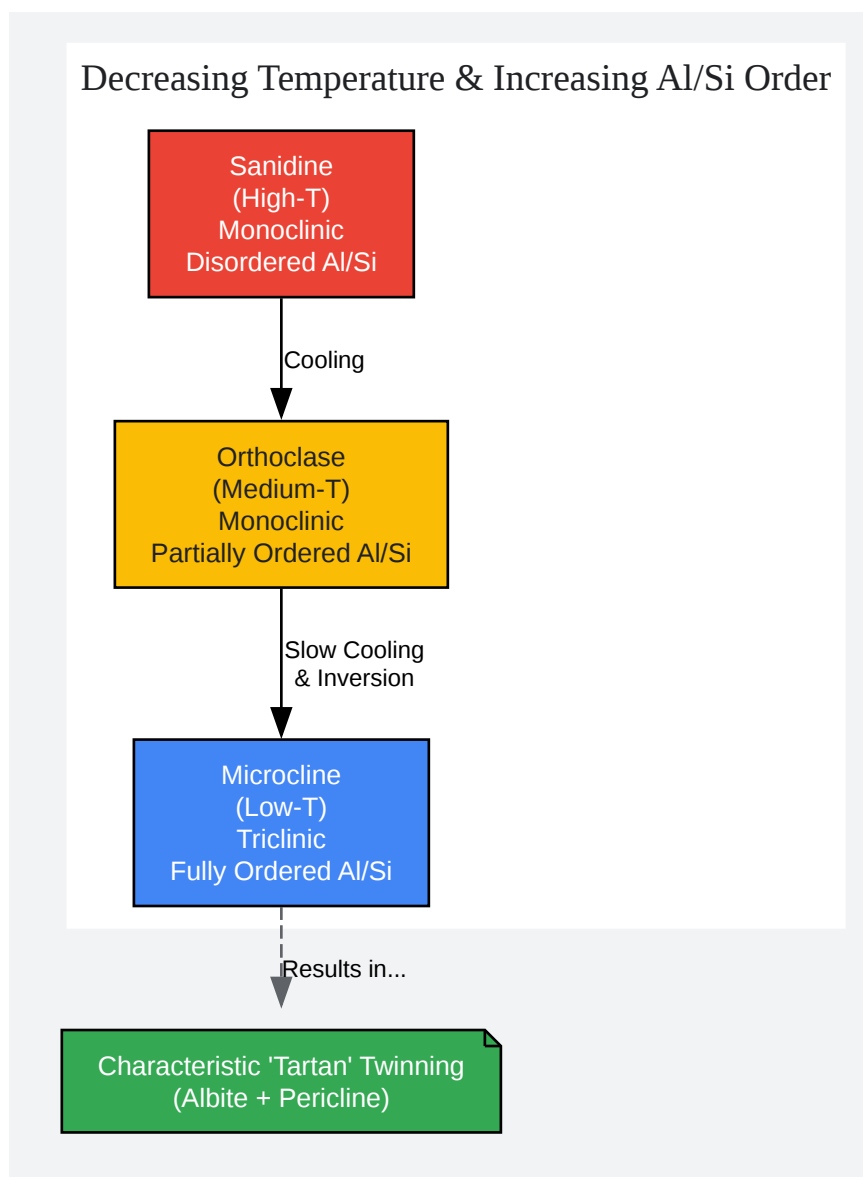 Decreasing Temperature & Increasing Al/Si Order
Sanidine
(High-T)
Monoclinic
Disordered Al/Si
Cooling
Orthoclase
(Medium-T)
Monoclinic
Partially Ordered Al/Si
Slow Cooling
& Inversion
Microcline
(Low-T)
Triclinic
Fully Ordered Al/Si
Results in...
Characteristic 'Tartan' Twinning
(Albite + Pericline)